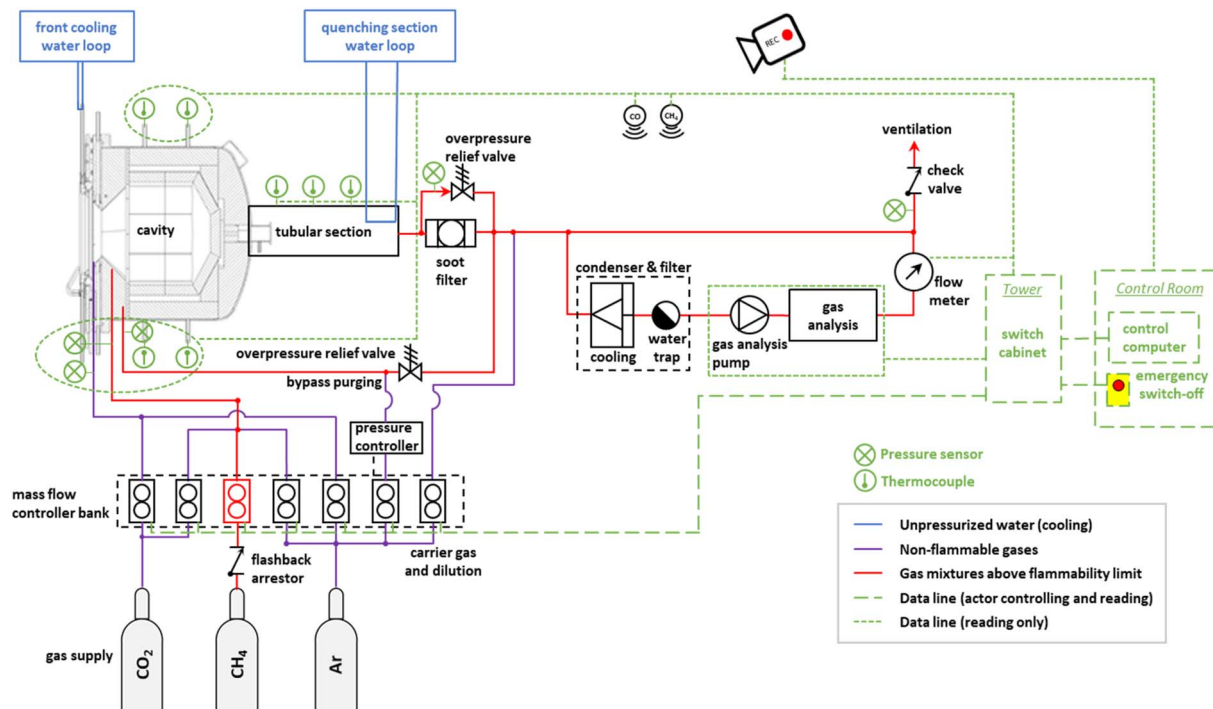 front cooling
water loop
quenching section
water loop
REC
CO
CH4
overpressure
relief valve
ventilation
check
valve
cavity
tubular section
soot
filter
condenser & filter
cooling
water
trap
gas analysis
pump
gas
analysis
flow
meter
Tower
switch
cabinet
Control Room
control
computer
emergency
switch-off
overpressure relief valve
bypass purging
pressure
controller
mass flow
controller bank
flashback
arrestor
carrier gas
and dilution
gas supply
CO2
CH4
Ar
Pressure sensor
Thermocouple
Unpressurized water (cooling)
Non-flammable gases
Gas mixtures above flammability limit
Data line (actor controlling and reading)
Data line (reading only)